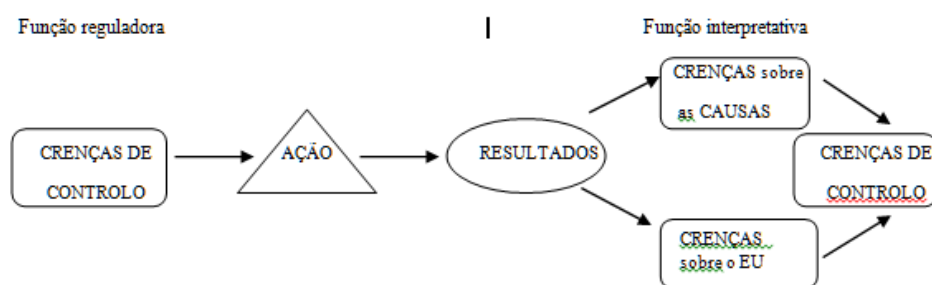 Função reguladora
Função interpretativa
CRENÇAS DE
CONTROLO
AÇÃO
RESULTADOS
CRENÇAS sobre
as CAUSAS
CRENÇAS
sobre o EU
CRENÇAS DE
CONTROLO